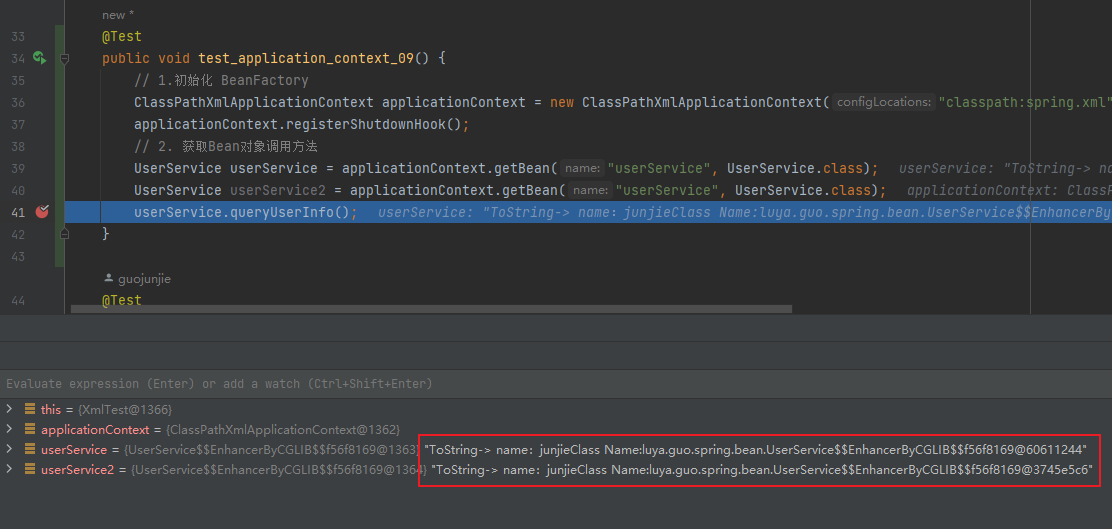 new *
33 @Test
34 public void test_application_context_09() {
35 // 1.初始化 BeanFactory
36 ClassPathXmlApplicationContext applicationContext = new ClassPathXmlApplicationContext( configLocations: "classpath:spring.xml"
37 applicationContext.registerShutdownHook();
38 // 2. 获取Bean对象调用方法
39 UserService userService = applicationContext.getBean( name: "userService", UserService.class); userService: "ToString-> na
40 UserService userService2 = applicationContext.getBean( name: "userService", UserService.class); applicationContext: ClassP
41 userService.queryUserInfo(); userService: "ToString-> name：junjieClass Name:luya.guo.spring.bean.UserService$$EnhancerBy
42 }
43
guojunjie
44 @Test
Evaluate expression (Enter) or add a watch (Ctrl+Shift+Enter)
this = {XmlTest@1366}
applicationContext = {ClassPathXmlApplicationContext@1362}
userService = {UserService$$EnhancerByCGLIB$$f56f8169@1363} "ToString-> name：junjieClass Name:luya.guo.spring.bean.UserService$$EnhancerByCGLIB$$f56f8169@60611244"
userService2 = {UserService$$EnhancerByCGLIB$$f56f8169@1364} "ToString-> name：junjieClass Name:luya.guo.spring.bean.UserService$$EnhancerByCGLIB$$f56f8169@3745e5c6"